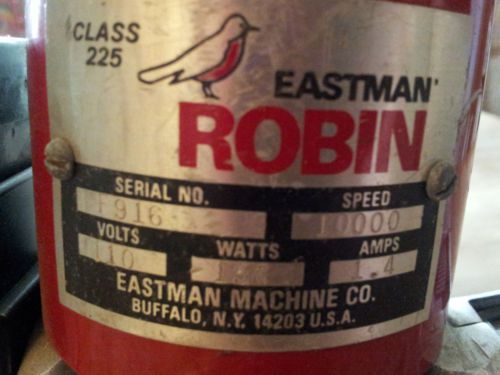 CLASS
225
EASTMAN
ROBIN
SERIAL NO. SPEED
10000
VOLTS WATTS AMPS
110 1.4
EASTMAN MACHINE CO.
BUFFALO, N.Y. 14203 U.S.A.